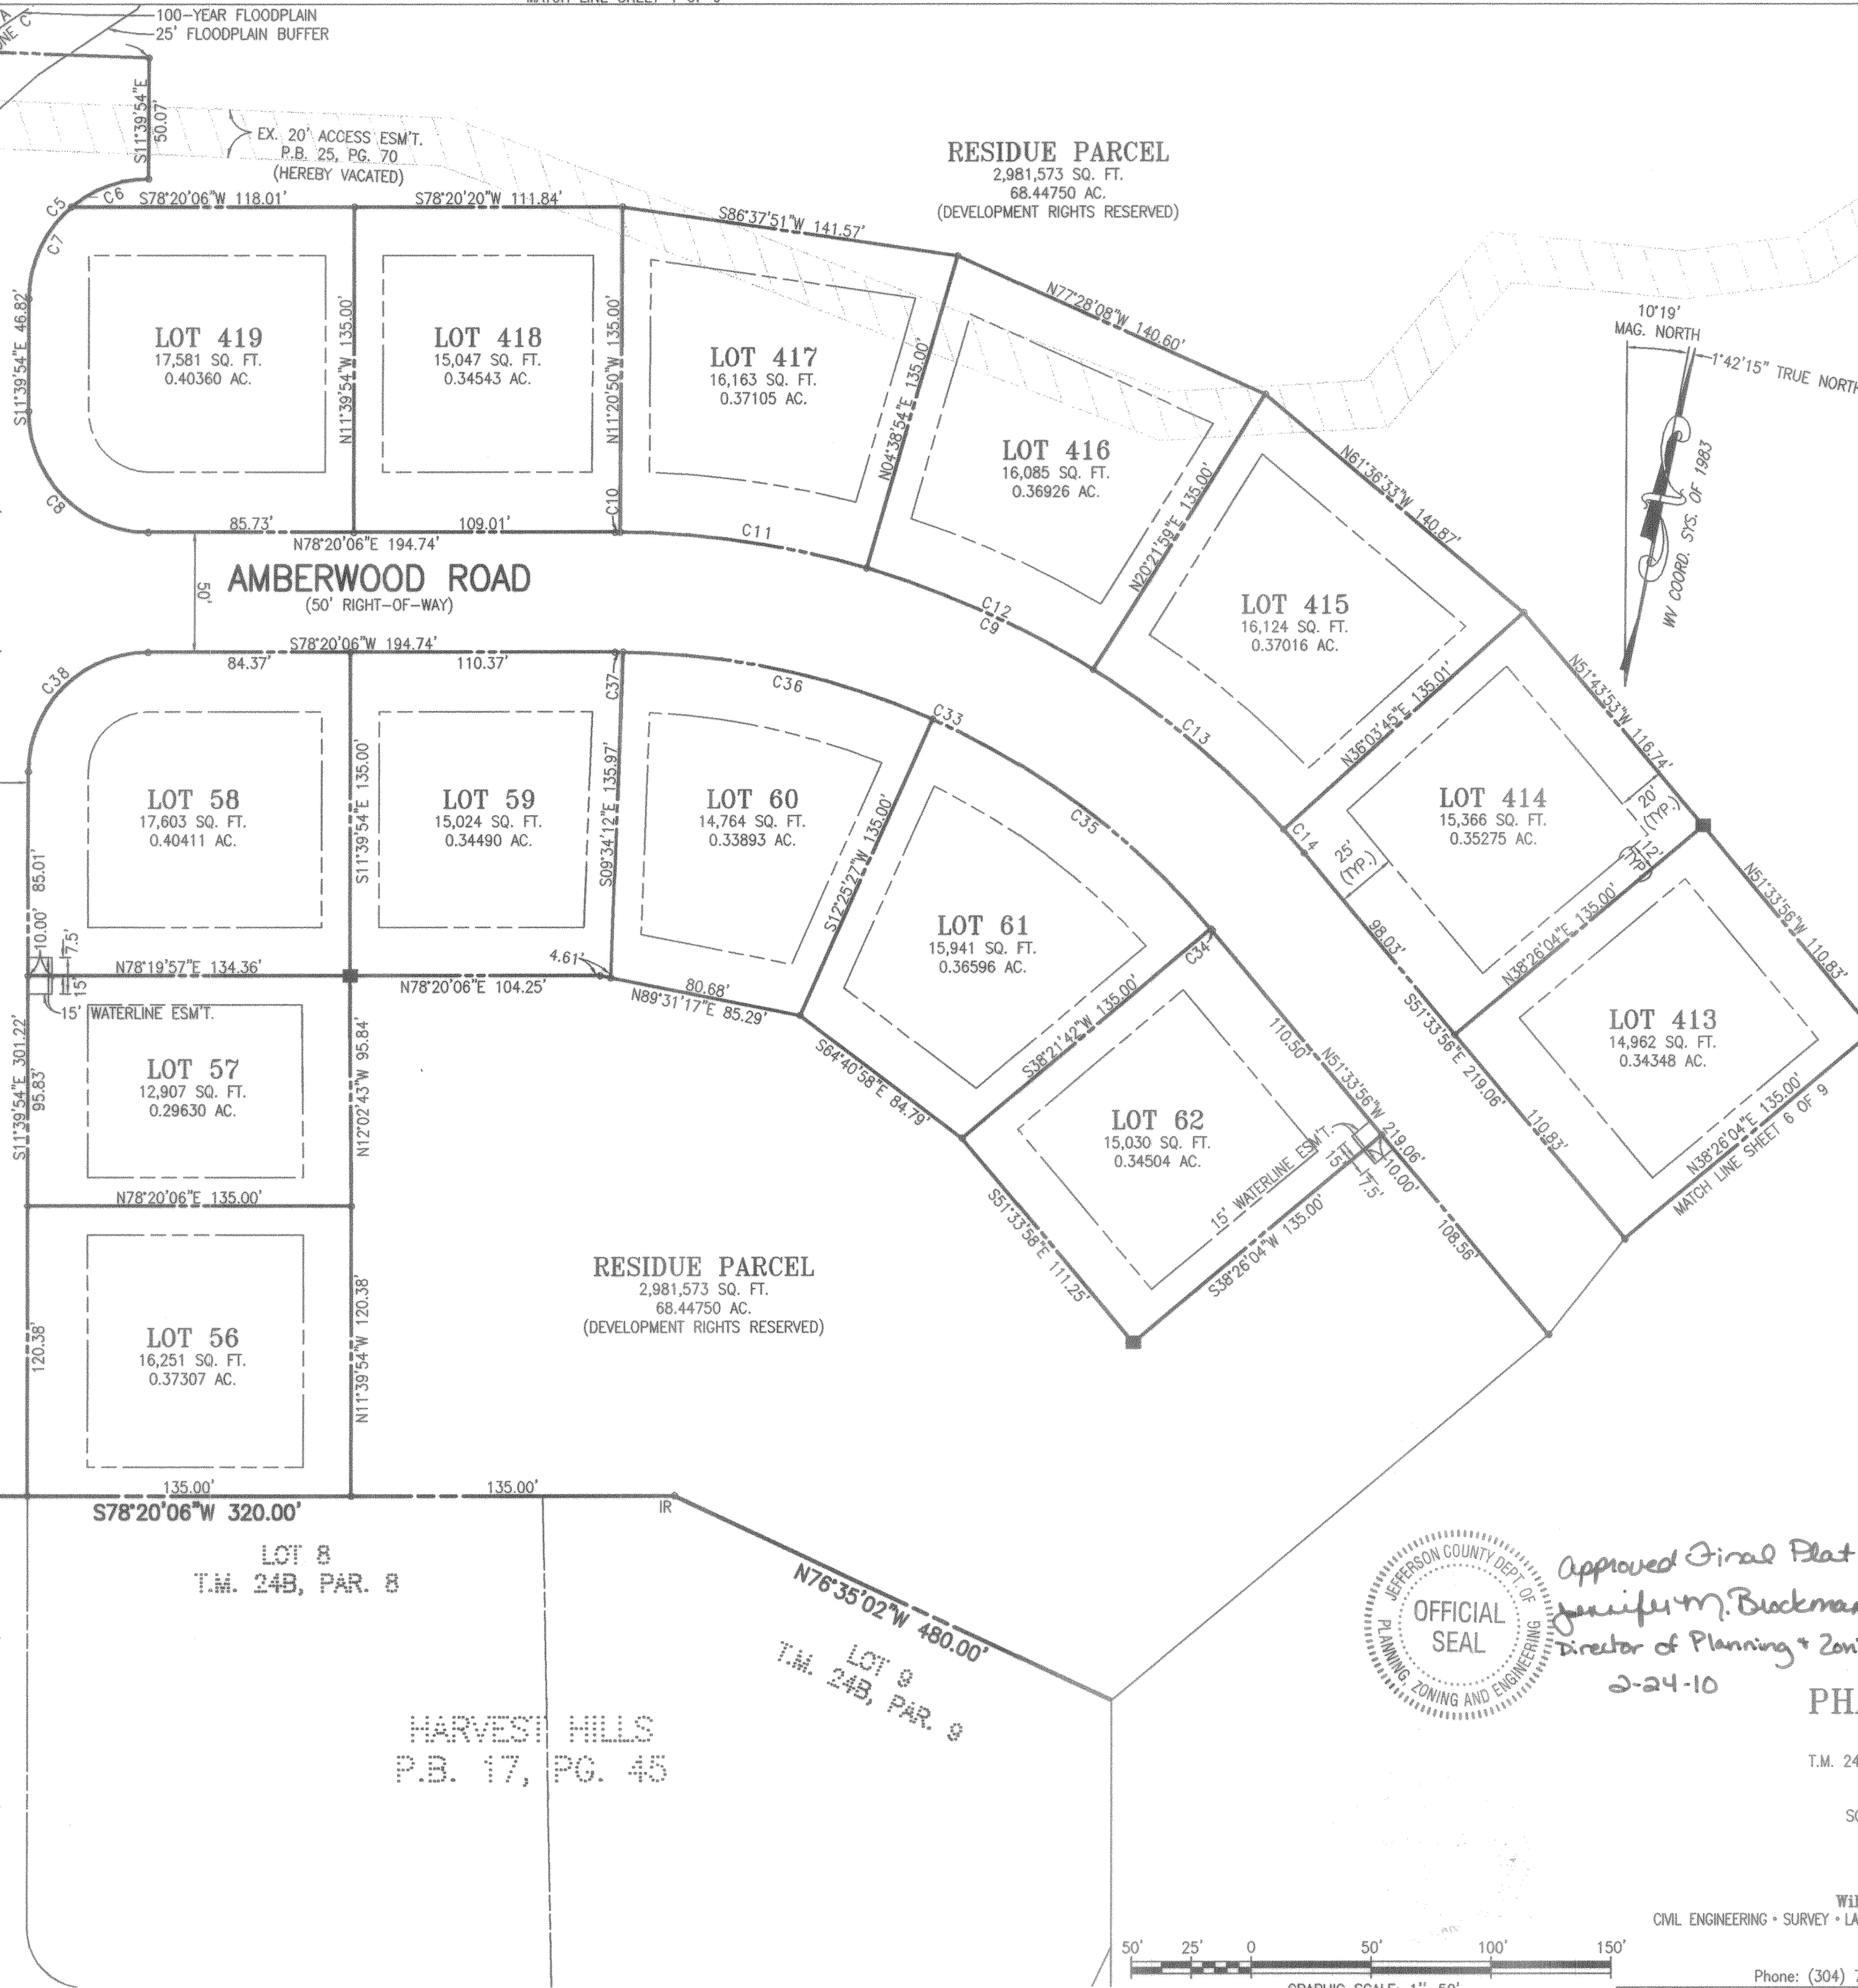 100-YEAR FLOODPLAIN
25' FLOODPLAIN BUFFER
S11°39'54"E
50.07'
EX. 20' ACCESS ESM'T.
P.B. 25, PG. 70
(HEREBY VACATED)
RESIDUE PARCEL
2,981,573 SQ. FT.
68.44750 AC.
(DEVELOPMENT RIGHTS RESERVED)
C5
C6
C7
S78°20'06"W 118.01'
S78°20'20"W 111.84'
S86°37'51"W 141.57'
N77°28'08"W 140.60'
S11°39'54"E 46.82'
LOT 419
17,581 SQ. FT.
0.40360 AC.
N11°39'54"W 135.00'
LOT 418
15,047 SQ. FT.
0.34543 AC.
N11°20'50"W 135.00'
LOT 417
16,163 SQ. FT.
0.37105 AC.
N04°38'54"E 135.00'
LOT 416
16,085 SQ. FT.
0.36926 AC.
N20°21'59"E 135.00'
N61°36'33"W 140.87'
10°19'
MAG. NORTH
1°42'15" TRUE NORTH
WV COORD. SYS. OF 1983
C8
85.73'
109.01'
C10
C11
N78°20'06"E 194.74'
AMBERWOOD ROAD
(50' RIGHT-OF-WAY)
50'
C12
C9
LOT 415
16,124 SQ. FT.
0.37016 AC.
N36°03'45"E 135.01'
N51°43'53"W 116.74'
S78°20'06"W 194.74'
84.37'
110.37'
C37
C36
C38
C33
C13
C35
C14
LOT 58
17,603 SQ. FT.
0.40411 AC.
S11°39'54"E 135.00'
LOT 59
15,024 SQ. FT.
0.34490 AC.
S09°34'12"E 135.97'
LOT 60
14,764 SQ. FT.
0.33893 AC.
S12°25'27"W 135.00'
LOT 414
15,366 SQ. FT.
0.35275 AC.
20'
(TYP.)
12'
(TYP)
25'
(TYP.)
LOT 61
15,941 SQ. FT.
0.36596 AC.
C34
98.03'
N38°26'04"E 135.00'
N51°33'56"W 110.83'
85.01'
10.00'
7.5'
15'
N78°19'57"E 134.36'
15' WATERLINE ESM'T.
4.61'
N78°20'06"E 104.25'
80.68'
N89°31'17"E 85.29'
S38°21'42"W 135.00'
S64°40'58"E 84.79'
110.50'
N51°33'56"W 219.06'
S51°33'56"E 219.06'
110.83'
LOT 413
14,962 SQ. FT.
0.34348 AC.
N38°26'04"E 135.00'
MATCH LINE SHEET 6 OF 9
S11°39'54"E 301.22'
95.83'
LOT 57
12,907 SQ. FT.
0.29630 AC.
N12°02'43"W 95.84'
LOT 62
15,030 SQ. FT.
0.34504 AC.
15' WATERLINE ESM'T.
15'
7.5'
10.00'
108.56'
S38°26'04"W 135.00'
S51°33'58"E 111.25'
N78°20'06"E 135.00'
LOT 56
16,251 SQ. FT.
0.37307 AC.
120.38'
N11°39'54"W 120.38'
RESIDUE PARCEL
2,981,573 SQ. FT.
68.44750 AC.
(DEVELOPMENT RIGHTS RESERVED)
135.00'
135.00'
IR
S78°20'06"W 320.00'
LOT 8
T.M. 24B, PAR. 8
N76°35'02"W 480.00'
LOT 9
T.M. 24B, PAR. 9
HARVEST HILLS
P.B. 17, PG. 45
JEFFERSON COUNTY DEPT. OF
PLANNING, ZONING AND ENGINEERING
OFFICIAL
SEAL
Approved Final Plat
Jennifer M. Brockman
Director of Planning + Zoni
2-24-10
PHA
T.M. 24
CIVIL ENGINEERING • SURVEY • LA
50' 25' 0 50' 100' 150'
Phone: (304) 7